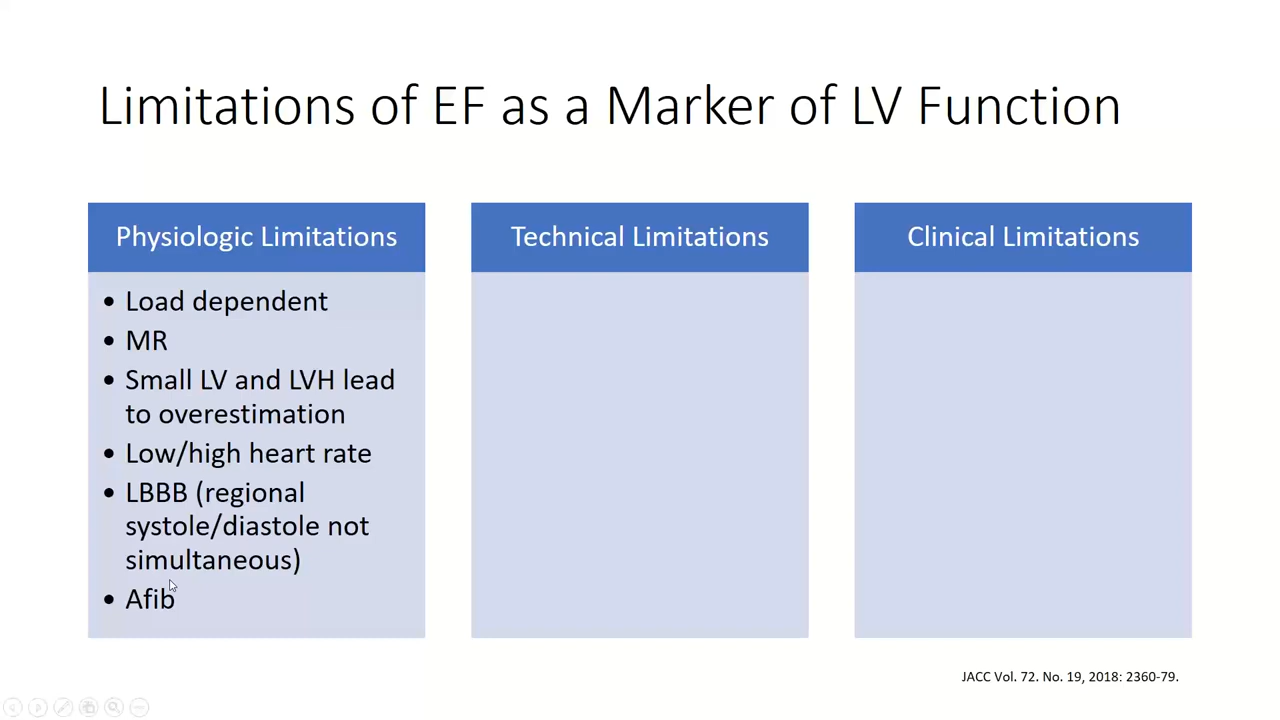 Limitations of EF as a Marker of LV Function
Physiologic Limitations
• Load dependent
• MR
• Small LV and LVH lead
to overestimation
• Low/high heart rate
• LBBB (regional
systole/diastole not
simultaneous)
• Afib
Technical Limitations
Clinical Limitations
JACC Vol. 72. No. 19, 2018: 2360-79.